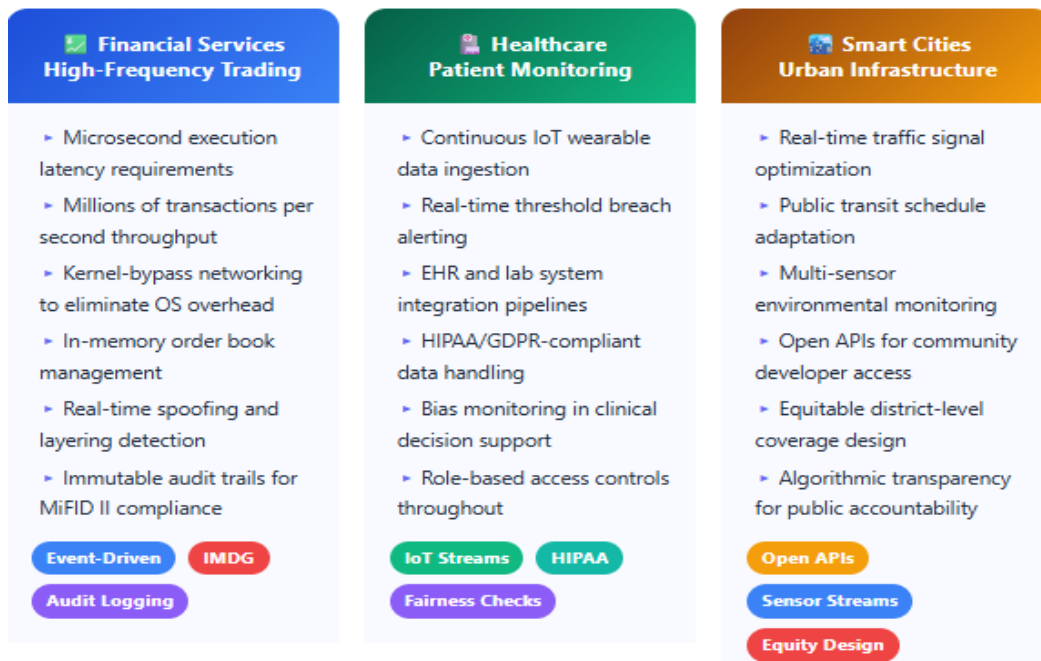 Financial Services
High-Frequency Trading
► Microsecond execution
latency requirements
► Millions of transactions per
second throughput
► Kernel-bypass networking
to eliminate OS overhead
► In-memory order book
management
► Real-time spoofing and
layering detection
► Immutable audit trails for
MiFID II compliance
Event-Driven
IMDG
Audit Logging
Healthcare
Patient Monitoring
► Continuous IoT wearable
data ingestion
► Real-time threshold breach
alerting
► EHR and lab system
integration pipelines
► HIPAA/GDPR-compliant
data handling
► Bias monitoring in clinical
decision support
► Role-based access controls
throughout
IoT Streams
HIPAA
Fairness Checks
Smart Cities
Urban Infrastructure
► Real-time traffic signal
optimization
► Public transit schedule
adaptation
► Multi-sensor
environmental monitoring
► Open APIs for community
developer access
► Equitable district-level
coverage design
► Algorithmic transparency
for public accountability
Open APIs
Sensor Streams
Equity Design